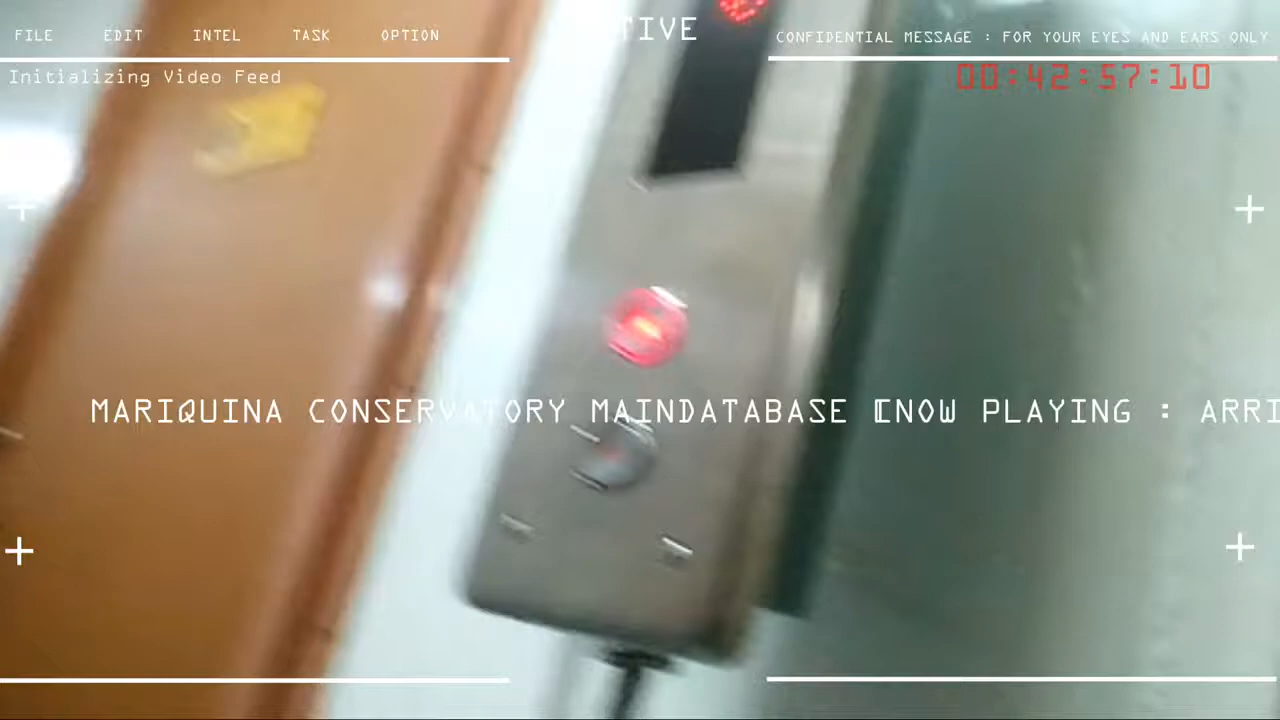 FILE EDIT INTEL TASK OPTION
TIVE
CONFIDENTIAL MESSAGE : FOR YOUR EYES AND EARS ONLY
Initializing Video Feed
00:42:57:10
MARIQUINA CONSERVATORY MAINDATABASE [NOW PLAYING : ARRI